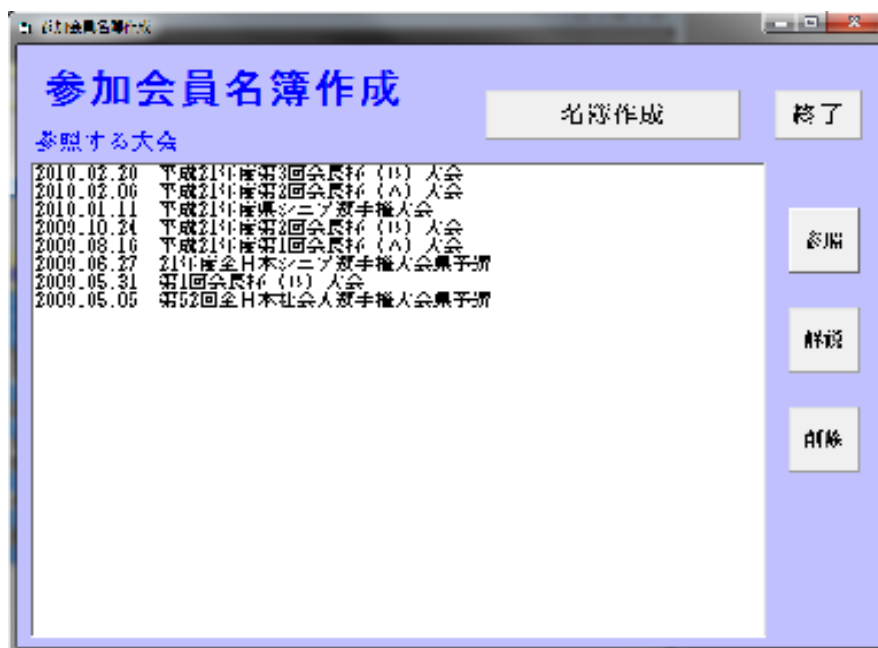 参加会員名簿作成
参加会員名簿作成
名簿作成
終了
参照する大会
2010.02.20 平成21年度第3回会長杯（B）大会
2010.02.06 平成21年度第2回会長杯（A）大会
2010.01.11 平成21年度県シニア選手権大会
2009.10.24 平成21年度第2回会長杯（B）大会
2009.08.16 平成21年度第1回会長杯（A）大会
2009.06.27 21年度全日本シニア選手権大会県予選
2009.05.31 第1回会長杯（B）大会
2009.05.05 第52回全日本社会人選手権大会県予選
参照
解説
削除